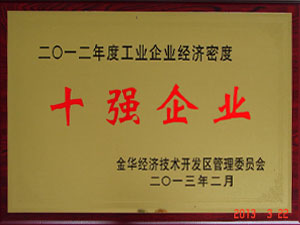 二〇一二年度工业企业经济密度
十强企业
金华经济技术开发区管理委员会
二〇一三年二月
2013 3 22